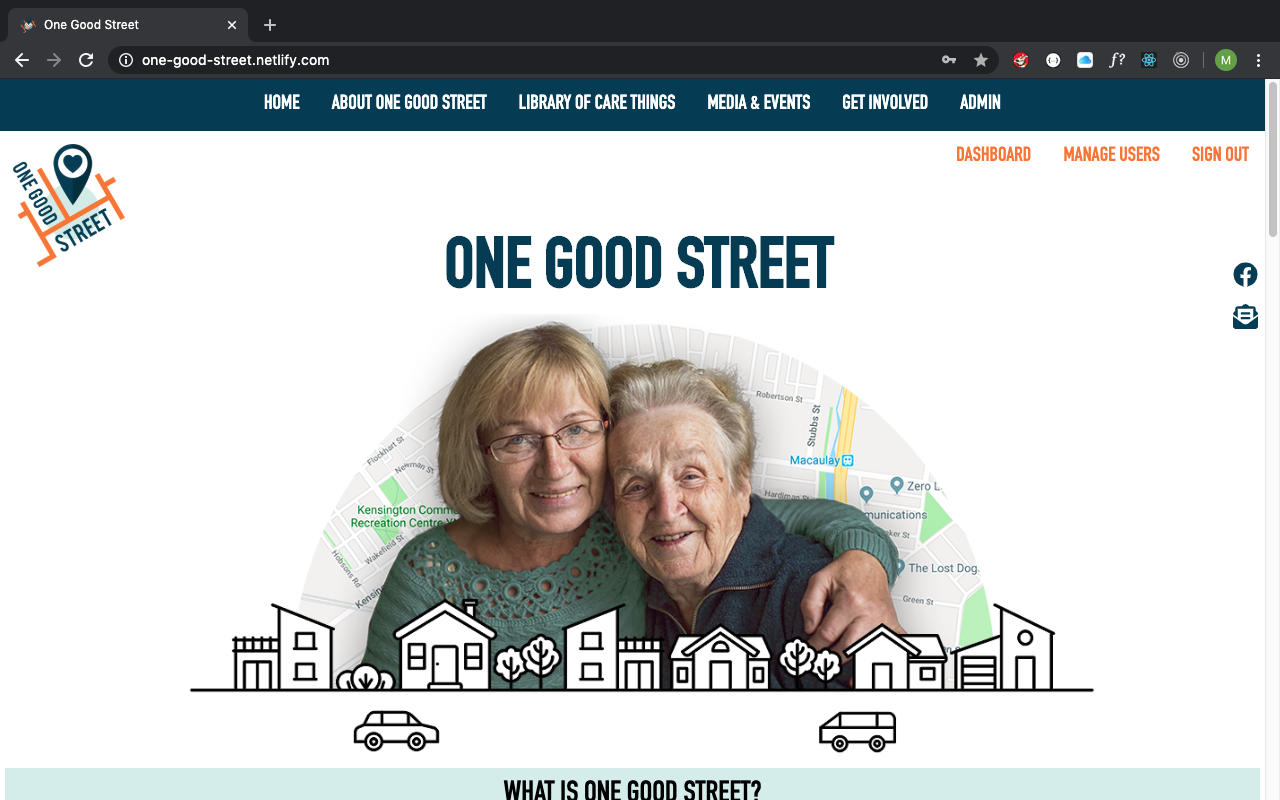 One Good Street
one-good-street.netlify.com
f?
M
HOME ABOUT ONE GOOD STREET LIBRARY OF CARE THINGS MEDIA & EVENTS GET INVOLVED ADMIN
DASHBOARD MANAGE USERS SIGN OUT
ONE GOOD
STREET
ONE GOOD STREET
Robertson St
Stubbs St
Macaulay
Flockhart St
Newman St
Hardiman St
Zero L
Kensington Comm
Recreation Centre
munications
Wakefield St
ker St
Hobsons Rd
The Lost Dog
Kensin
Green St
WHAT IS ONE GOOD STREET?